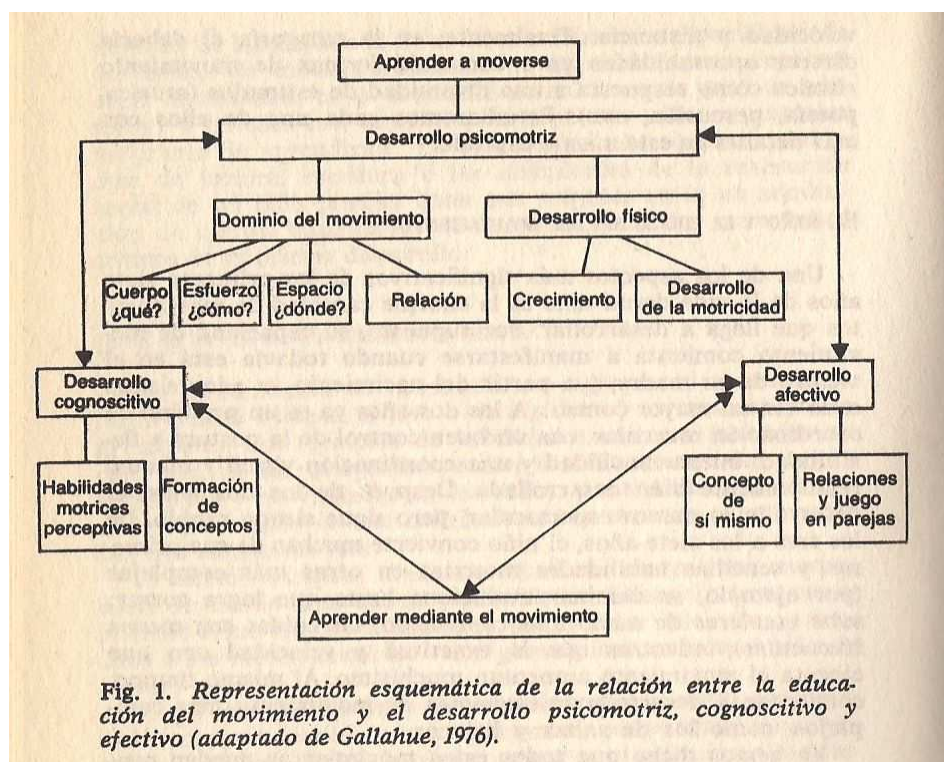 Aprender a moverse
Desarrollo psicomotriz
Dominio del movimiento
Desarrollo físico
Cuerpo
¿qué?
Esfuerzo
¿cómo?
Espacio
¿dónde?
Relación
Crecimiento
Desarrollo
de la motricidad
Desarrollo
cognoscitivo
Desarrollo
afectivo
Habilidades
motrices
perceptivas
Formación
de
conceptos
Concepto
de
sí mismo
Relaciones
y juego
en parejas
Aprender mediante el movimiento
Fig. 1. Representación esquemática de la relación entre la educa-
ción del movimiento y el desarrollo psicomotriz, cognoscitivo y
efectivo (adaptado de Gallahue, 1976).